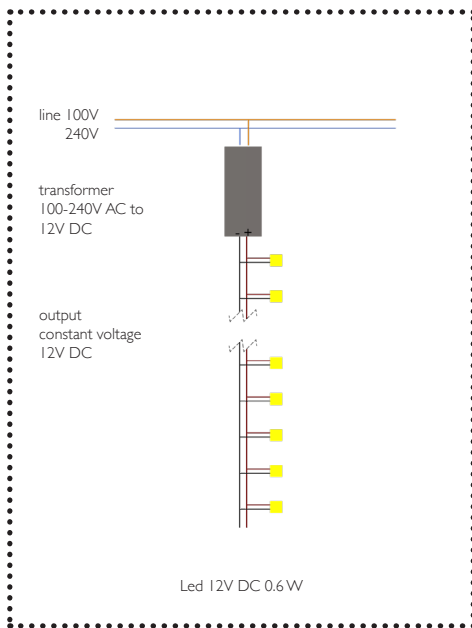 line 100V
240V
transformer
100-240V AC to
12V DC
- +
output
constant voltage
12V DC
Led 12V DC 0.6 W